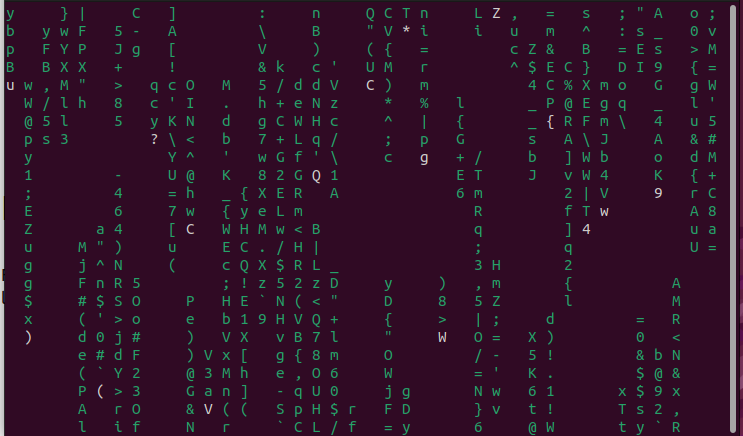 y } | C ] : n Q C T n L Z , = s ; " A o ;
b y w F 5 - A \ B " V * i i u m ^ : s _ 0 v
p F Y P J g [ V ) ( { = c Z & B = E s > M
B B X X + ! & k c ' U M r ^ $ E C } D I 9 { =
u w , M " > q c O M 5 / d d V C ) m 4 C % X m o G g W
W / l h 8 c ' I . h + e N z * % l _ P @ E g q _ l '
@ 5 l 5 y K N d g C W H c ^ | { _ { R F m \ 4 u 5
p s 3 ? \ < b 7 + L q / ; p G s A \ J A & #
y Y ^ ' w G f ' \ c g + / b ] W b o d M
1 - U @ K 8 2 G Q 1 E T J v W 4 K { +
; 4 = h _ { X E R A 6 m 2 | V 9 r C
E 6 7 w { y e L m R f T w A 8
Z a 4 [ C W H M w < B q ] 4 u a
u M " ) u E C . / H | ; q U =
g j ^ N ( c Q X $ R L _ 3 H 2
g F n R 5 ; ! z 5 2 z D y ) , m { A
$ # $ S O P H E ` N ( < " D 8 5 Z l M
x ( ' > o e b 1 9 H V Q + { > | ; d = R
) d 0 j # ) V X v B 7 l " W O = X ) 0 <
e # d F ) V x [ g { 8 m O / - 5 ! & b N
( ` Y 2 @ 3 M h e , 0 6 W = ' K . $ @ &
P ( > 3 G a n ] - q O 0 j g N w 6 1 x $ 9 x
A r O & V ( ( S p U $ r F D } v t ! T s 2 ,
l i f N r ` C H / f = y 6 @ W t y ` R